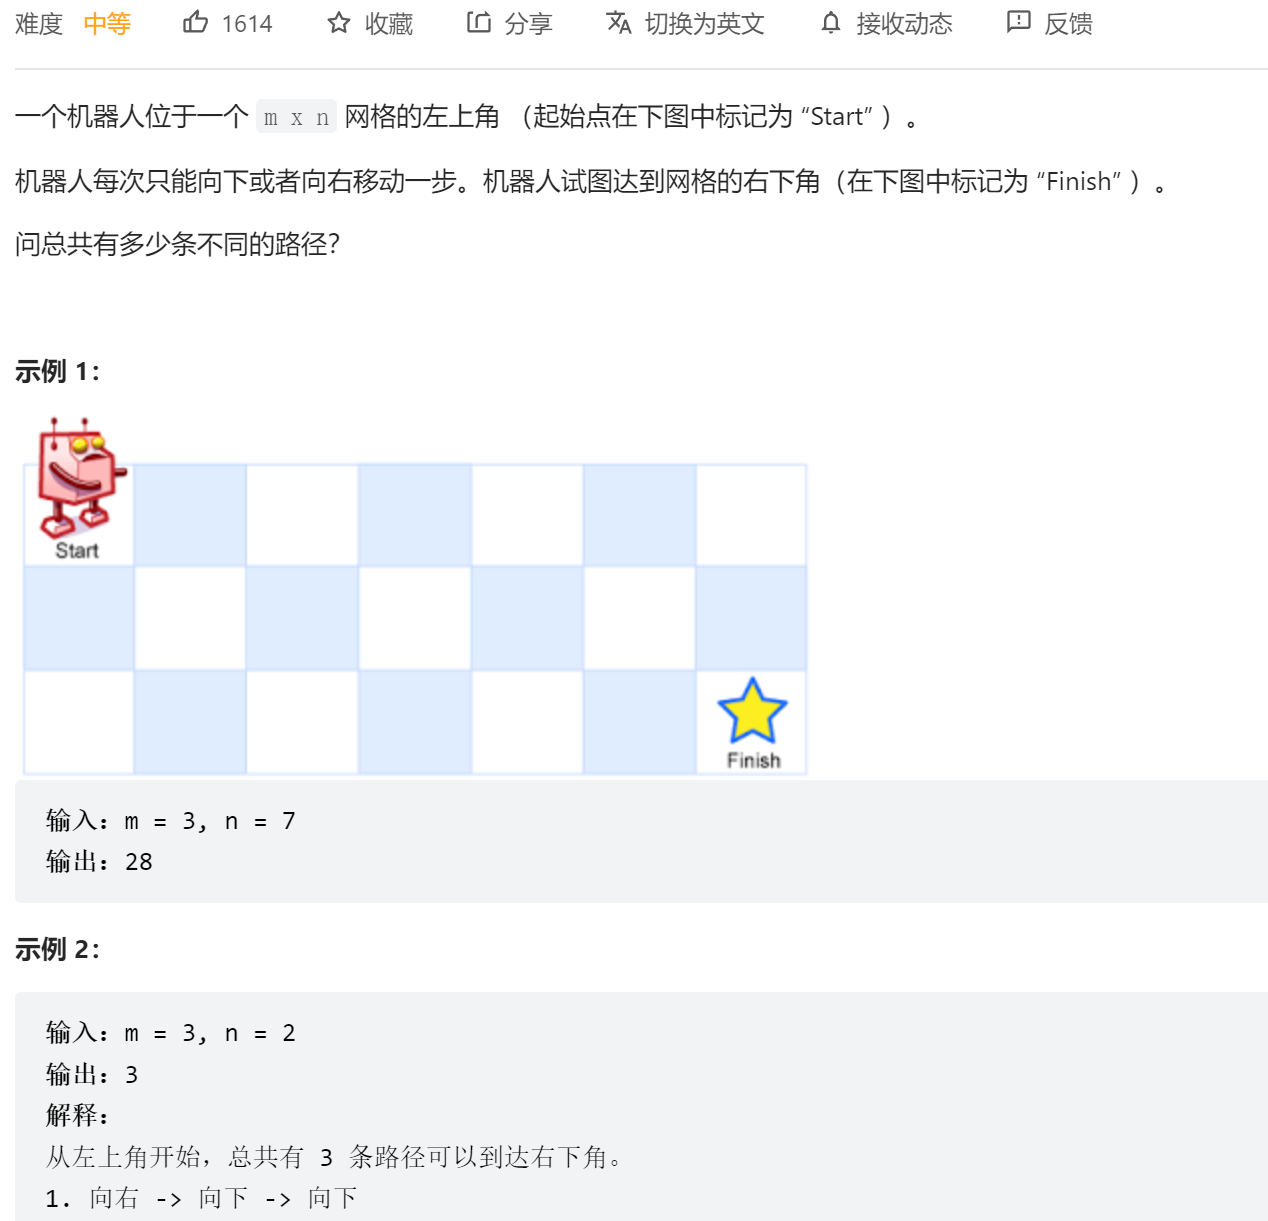 难度 中等 1614 收藏 分享 切换为英文 接收动态 反馈
一个机器人位于一个 m x n 网格的左上角 （起始点在下图中标记为 “Start” ）。
机器人每次只能向下或者向右移动一步。机器人试图达到网格的右下角（在下图中标记为 “Finish” ）。
问总共有多少条不同的路径？
示例 1：
Start
Finish
输入：m = 3, n = 7
输出：28
示例 2：
输入：m = 3, n = 2
输出：3
解释：
从左上角开始，总共有 3 条路径可以到达右下角。
1. 向右 -> 向下 -> 向下